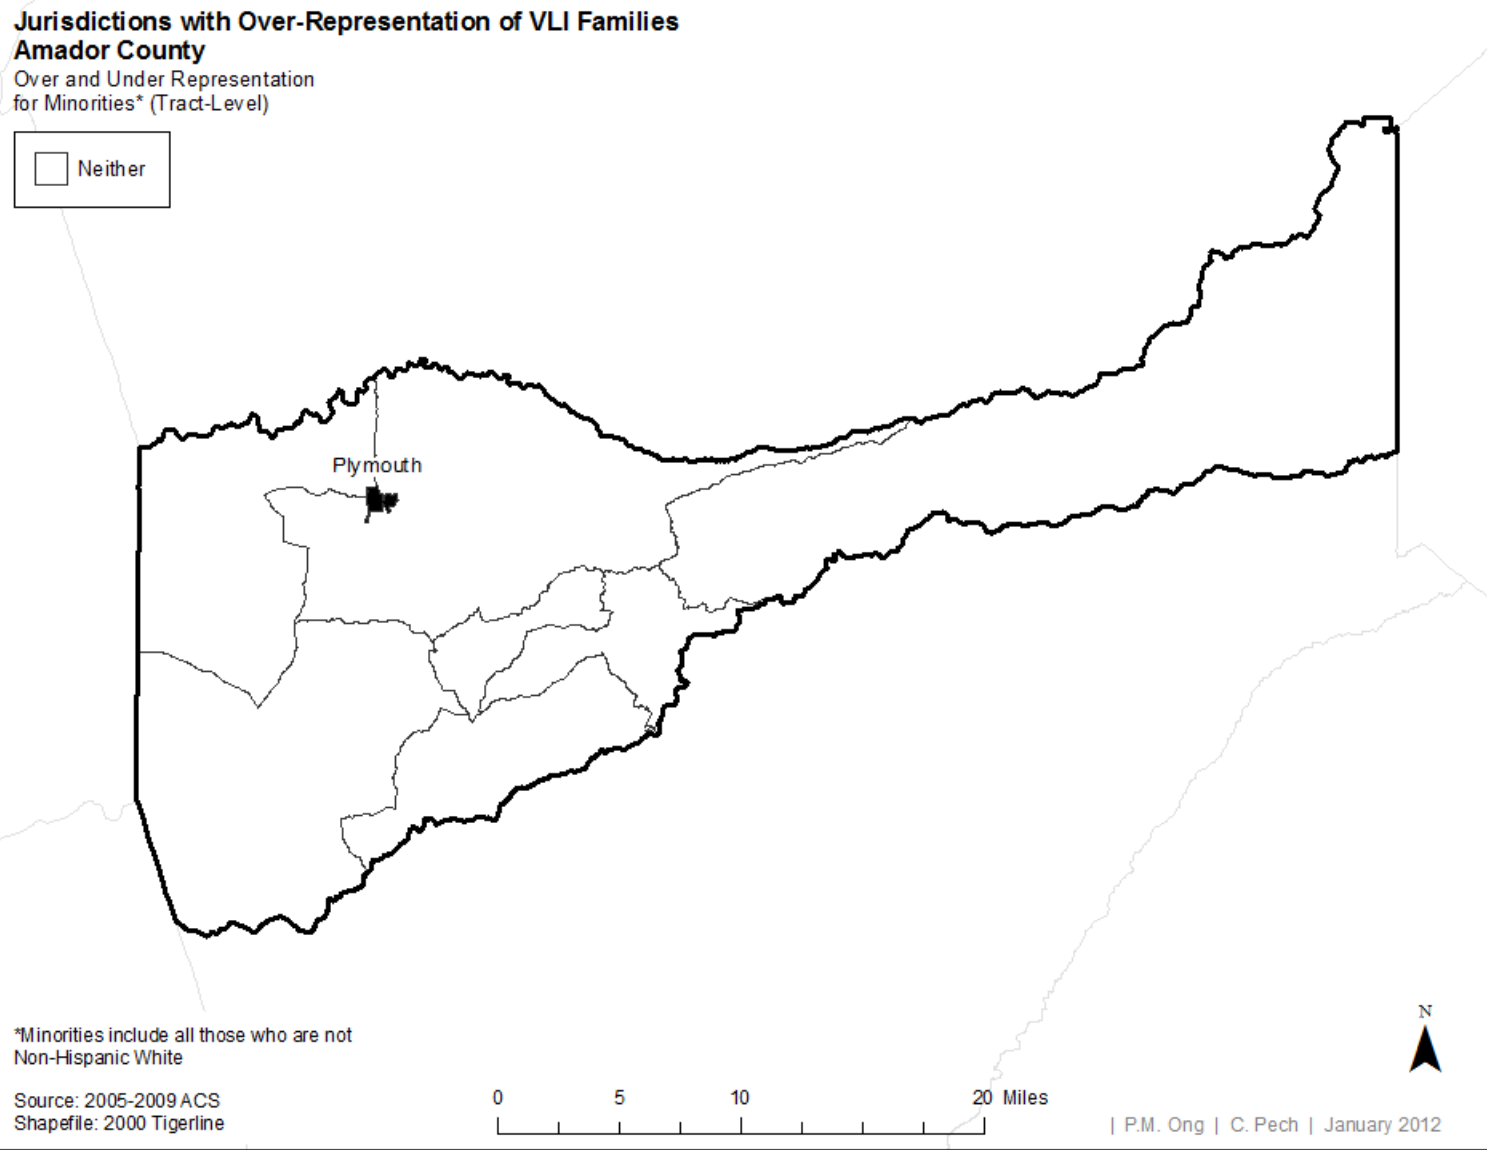 Jurisdictions with Over-Representation of VLI Families
Amador County
Over and Under Representation
for Minorities* (Tract-Level)
Neither
Plymouth
*Minorities include all those who are not
Non-Hispanic White
Source: 2005-2009 ACS
Shapefile: 2000 Tigerline
0 5 10 20 Miles
N
| P.M. Ong | C. Pech | January 2012